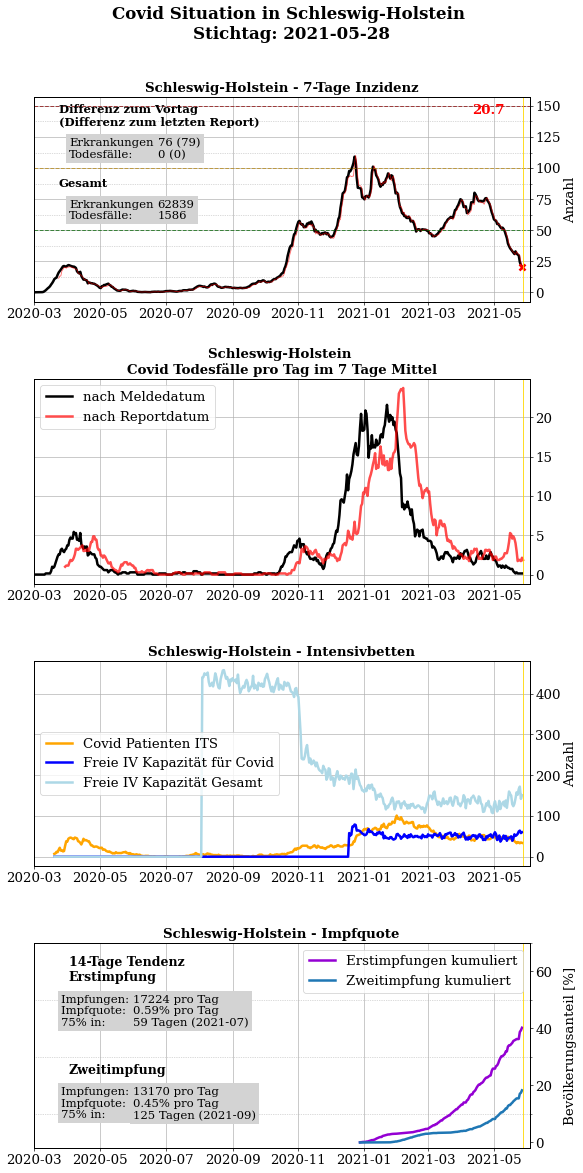 Covid Situation in Schleswig-Holstein
Stichtag: 2021-05-28
Schleswig-Holstein - 7-Tage Inzidenz
Differenz zum Vortag
(Differenz zum letzten Report)
Erkrankungen 76 (79)
Todesfälle: 0 (0)
Gesamt
Erkrankungen 62839
Todesfälle: 1586
20.7
150
125
100
75
50
25
0
Anzahl
2020-03 2020-05 2020-07 2020-09 2020-11 2021-01 2021-03 2021-05
Schleswig-Holstein
Covid Todesfälle pro Tag im 7 Tage Mittel
nach Meldedatum
nach Reportdatum
20
15
10
5
0
2020-03 2020-05 2020-07 2020-09 2020-11 2021-01 2021-03 2021-05
Schleswig-Holstein - Intensivbetten
Covid Patienten ITS
Freie IV Kapazität für Covid
Freie IV Kapazität Gesamt
400
300
200
100
0
Anzahl
2020-03 2020-05 2020-07 2020-09 2020-11 2021-01 2021-03 2021-05
Schleswig-Holstein - Impfquote
14-Tage Tendenz
Erstimpfung
Impfungen: 17224 pro Tag
Impfquote: 0.59% pro Tag
75% in: 59 Tagen (2021-07)
Zweitimpfung
Impfungen: 13170 pro Tag
Impfquote: 0.45% pro Tag
75% in: 125 Tagen (2021-09)
Erstimpfungen kumuliert
Zweitimpfung kumuliert
60
40
20
0
Bevölkerungsanteil [%]
2020-03 2020-05 2020-07 2020-09 2020-11 2021-01 2021-03 2021-05